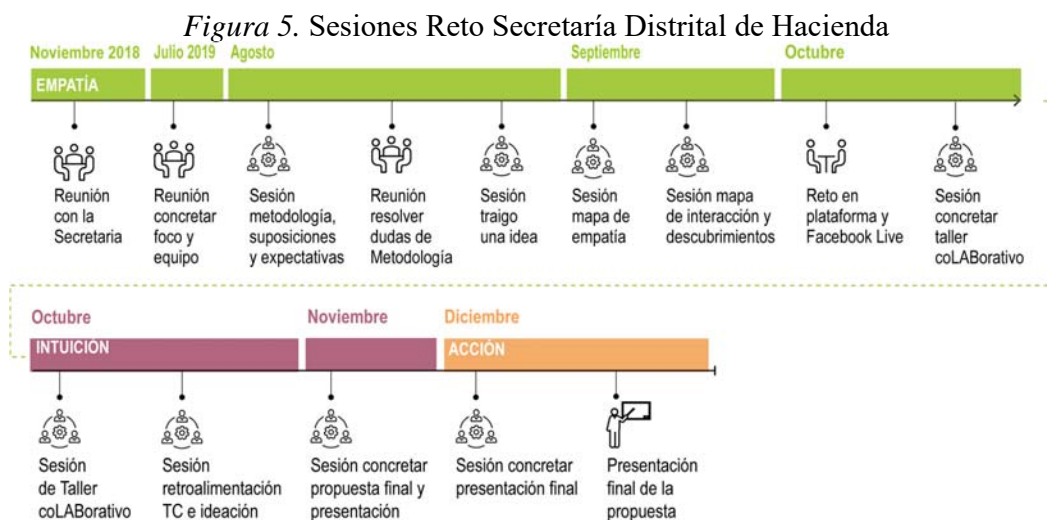 Figura 5. Sesiones Reto Secretaría Distrital de Hacienda
Noviembre 2018 Julio 2019 Agosto Septiembre Octubre
EMPATÍA
Reunión
con la
Secretaria
Reunión
concretar
foco y
equipo
Sesión
metodología,
suposiciones
y expectativas
Reunión
resolver
dudas de
Metodología
Sesión
traigo
una idea
Sesión
mapa de
empatía
Sesión mapa
de interacción y
descubrimientos
Reto en
plataforma y
Facebook Live
Sesión
concretar
taller
coLABorativo
Octubre Noviembre Diciembre
INTUICIÓN ACCIÓN
Sesión
de Taller
coLABorativo
Sesión
retroalimentación
TC e ideación
Sesión concretar
propuesta final y
presentación
Sesión concretar
presentación final
Presentación
final de la
propuesta